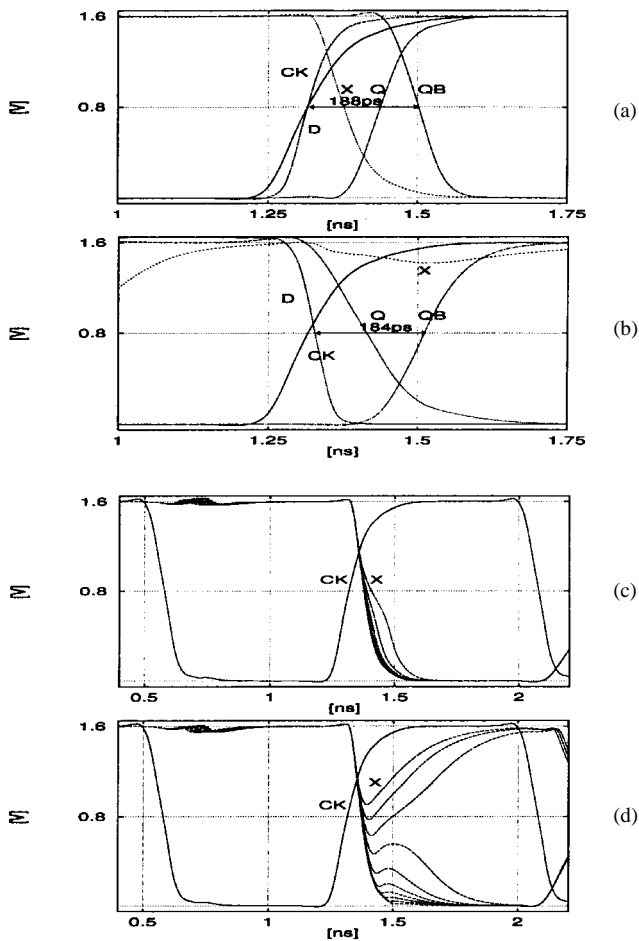 1.6
CK
X
Q
QB
[V]
0.8
188ps
(a)
D
1
1.25
1.5
1.75
[ns]
1.6
X
D
Q
QB
[V]
0.8
184ps
(b)
CK
1
1.25
1.5
1.75
[ns]
1.6
CK
X
[V]
0.8
(c)
0.5
1
1.5
2
[ns]
1.6
X
CK
[V]
0.8
(d)
0.5
1
1.5
2
[ns]